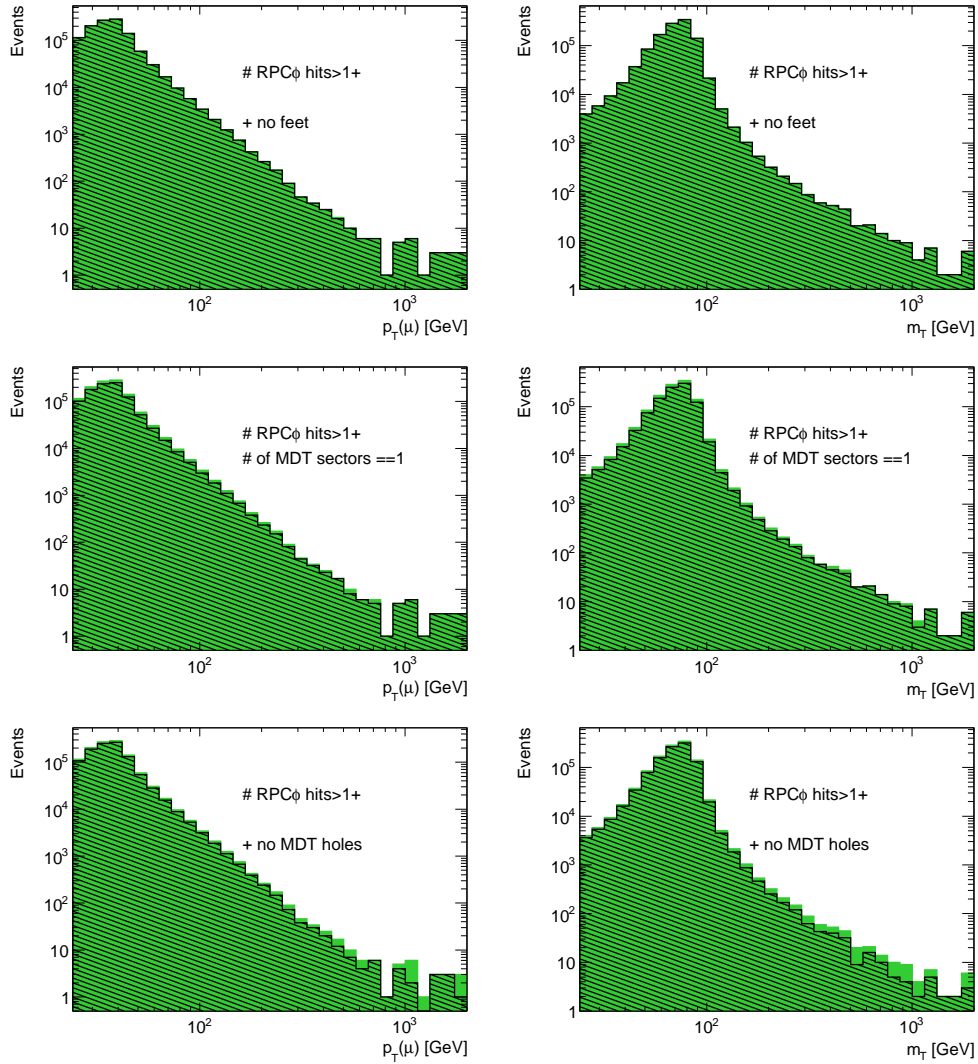 Events
10^5
10^4
10^3
10^2
10
1
# RPCϕ hits>1+
+ no feet
10^2
10^3
p_T(μ) [GeV]
Events
10^5
10^4
10^3
10^2
10
1
# RPCϕ hits>1+
+ no feet
10^2
10^3
m_T [GeV]
Events
10^5
10^4
10^3
10^2
10
1
# RPCϕ hits>1+
# of MDT sectors ==1
10^2
10^3
p_T(μ) [GeV]
Events
10^5
10^4
10^3
10^2
10
1
# RPCϕ hits>1+
# of MDT sectors ==1
10^2
10^3
m_T [GeV]
Events
10^5
10^4
10^3
10^2
10
1
# RPCϕ hits>1+
+ no MDT holes
10^2
10^3
p_T(μ) [GeV]
Events
10^5
10^4
10^3
10^2
10
1
# RPCϕ hits>1+
+ no MDT holes
10^2
10^3
m_T [GeV]